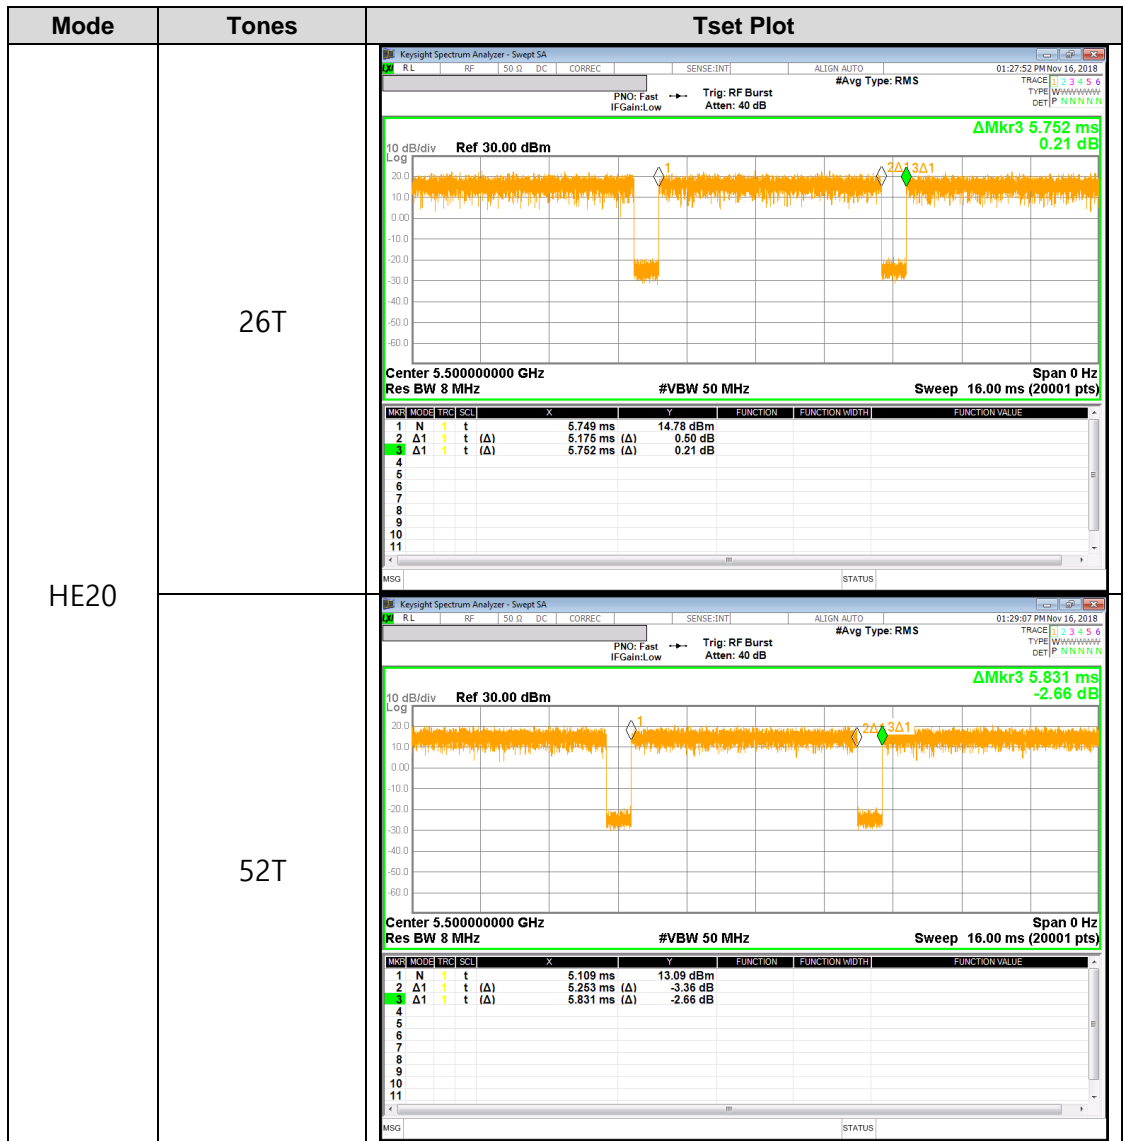 Mode Tones Tset Plot
HE20
26T
Keysight Spectrum Analyzer - Swept SA
RL RF 50 Ω DC CORREC SENSE:INT ALIGN AUTO 01:27:52 PM Nov 16, 2018
#Avg Type: RMS TRACE 1 2 3 4 5 6
PNO: Fast Trig: RF Burst TYPE WWWWWW
IFGain:Low Atten: 40 dB DET P N N N N N
ΔMkr3 5.752 ms
0.21 dB
10 dB/div Ref 30.00 dBm
Log
1 2Δ1 3Δ1
20.0
10.0
0.00
-10.0
-20.0
-30.0
-40.0
-50.0
-60.0
Center 5.500000000 GHz Span 0 Hz
Res BW 8 MHz #VBW 50 MHz Sweep 16.00 ms (20001 pts)
MKR MODE TRC SCL X Y FUNCTION FUNCTION WIDTH FUNCTION VALUE
1 N 1 t 5.749 ms 14.78 dBm
2 Δ1 1 t (Δ) 5.175 ms (Δ) 0.50 dB
3 Δ1 1 t (Δ) 5.752 ms (Δ) 0.21 dB
4
5
6
7
8
9
10
11
MSG STATUS
52T
Keysight Spectrum Analyzer - Swept SA
RL RF 50 Ω DC CORREC SENSE:INT ALIGN AUTO 01:29:07 PM Nov 16, 2018
#Avg Type: RMS TRACE 1 2 3 4 5 6
PNO: Fast Trig: RF Burst TYPE WWWWWW
IFGain:Low Atten: 40 dB DET P N N N N N
ΔMkr3 5.831 ms
-2.66 dB
10 dB/div Ref 30.00 dBm
Log
1 2Δ1 3Δ1
20.0
10.0
0.00
-10.0
-20.0
-30.0
-40.0
-50.0
-60.0
Center 5.500000000 GHz Span 0 Hz
Res BW 8 MHz #VBW 50 MHz Sweep 16.00 ms (20001 pts)
MKR MODE TRC SCL X Y FUNCTION FUNCTION WIDTH FUNCTION VALUE
1 N 1 t 5.109 ms 13.09 dBm
2 Δ1 1 t (Δ) 5.253 ms (Δ) -3.36 dB
3 Δ1 1 t (Δ) 5.831 ms (Δ) -2.66 dB
4
5
6
7
8
9
10
11
MSG STATUS